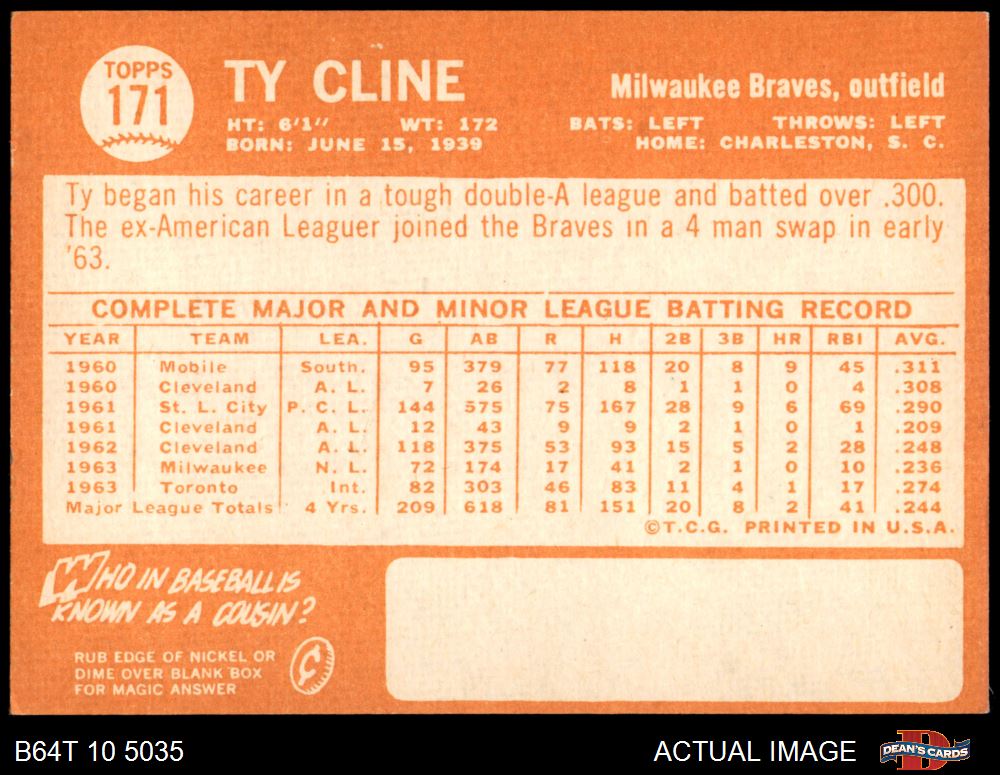 TOPPS
171
TY CLINE
Milwaukee Braves, outfield
HT: 6'1" WT: 172 BATS: LEFT THROWS: LEFT
BORN: JUNE 15, 1939 HOME: CHARLESTON, S. C.
Ty began his career in a tough double-A league and batted over .300.
The ex-American Leaguer joined the Braves in a 4 man swap in early
'63.
COMPLETE MAJOR AND MINOR LEAGUE BATTING RECORD
YEAR TEAM LEA. G AB R H 2B 3B HR RBI AVG.
1960 Mobile South. 95 379 77 118 20 8 9 45 .311
1960 Cleveland A. L. 7 26 2 8 1 1 0 4 .308
1961 St. L. City P. C. L. 144 575 75 167 28 9 6 69 .290
1961 Cleveland A. L. 12 43 9 9 2 1 0 1 .209
1962 Cleveland A. L. 118 375 53 93 15 5 2 28 .248
1963 Milwaukee N. L. 72 174 17 41 2 1 0 10 .236
1963 Toronto Int. 82 303 46 83 11 4 1 17 .274
Major League Totals 4 Yrs. 209 618 81 151 20 8 2 41 .244
©T.C.G. PRINTED IN U.S.A.
WHO IN BASEBALL IS
KNOWN AS A COUSIN?
RUB EDGE OF NICKEL OR
DIME OVER BLANK BOX
FOR MAGIC ANSWER
¢
B64T 10 5035
ACTUAL IMAGE
D
DEAN'S CARDS